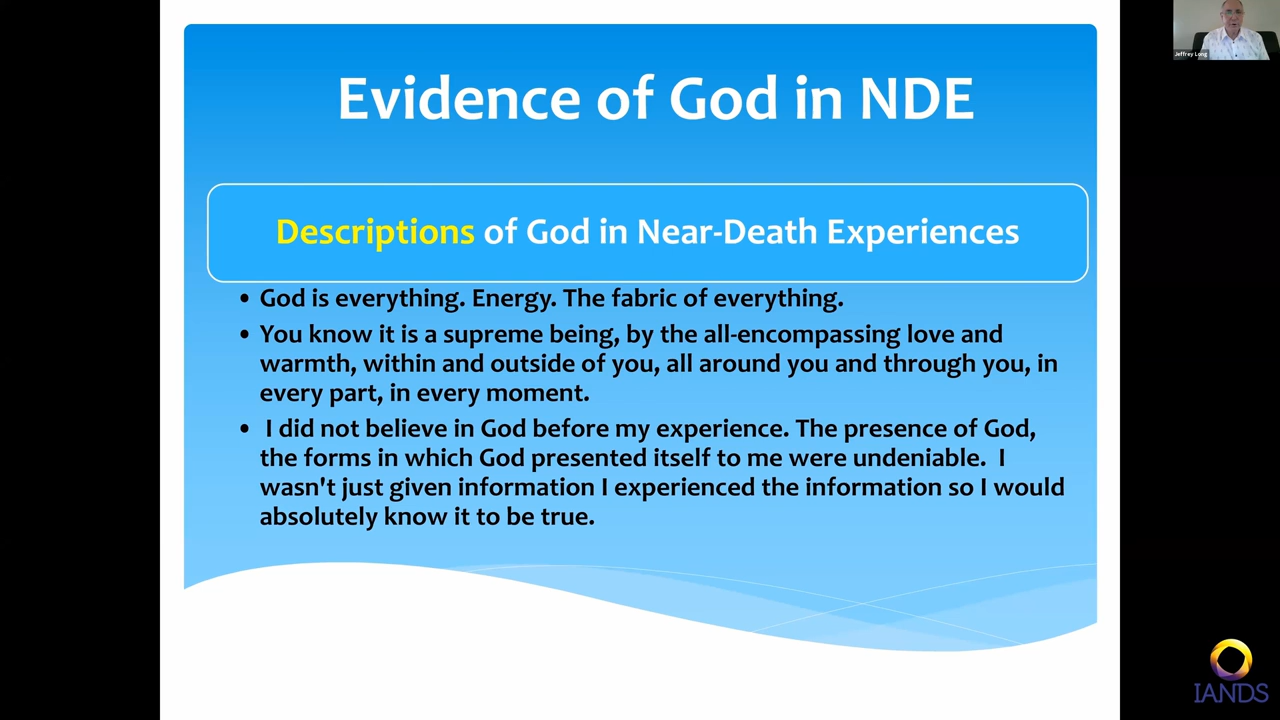 Evidence of God in NDE
Descriptions of God in Near-Death Experiences
• God is everything. Energy. The fabric of everything.
• You know it is a supreme being, by the all-encompassing love and
warmth, within and outside of you, all around you and through you, in
every part, in every moment.
• I did not believe in God before my experience. The presence of God,
the forms in which God presented itself to me were undeniable. I
wasn't just given information I experienced the information so I would
absolutely know it to be true.
Jeffrey Long
IANDS